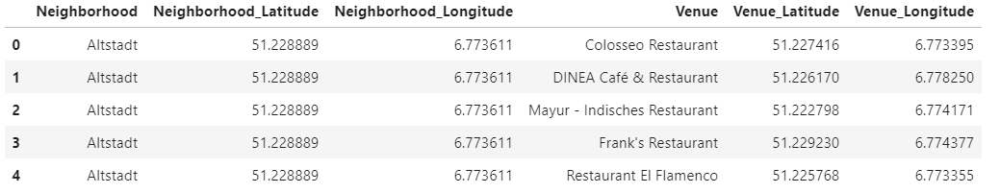 Neighborhood Neighborhood_Latitude Neighborhood_Longitude Venue Venue_Latitude Venue_Longitude
0 Altstadt 51.228889 6.773611 Colosseo Restaurant 51.227416 6.773395
1 Altstadt 51.228889 6.773611 DINEA Café & Restaurant 51.226170 6.778250
2 Altstadt 51.228889 6.773611 Mayur - Indisches Restaurant 51.222798 6.774171
3 Altstadt 51.228889 6.773611 Frank's Restaurant 51.229230 6.774377
4 Altstadt 51.228889 6.773611 Restaurant El Flamenco 51.225768 6.773355